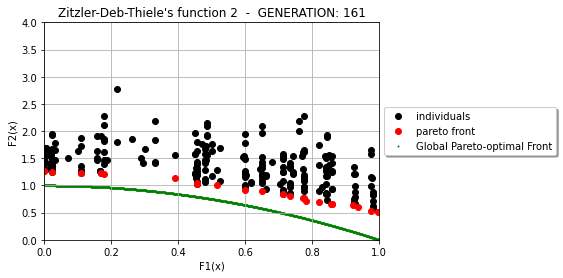 Zitzler-Deb-Thiele's function 2 - GENERATION: 161
4.0
3.5
3.0
2.5
2.0
1.5
1.0
0.5
0.0
F2(x)
0.0 0.2 0.4 0.6 0.8 1.0
F1(x)
individuals
pareto front
Global Pareto-optimal Front